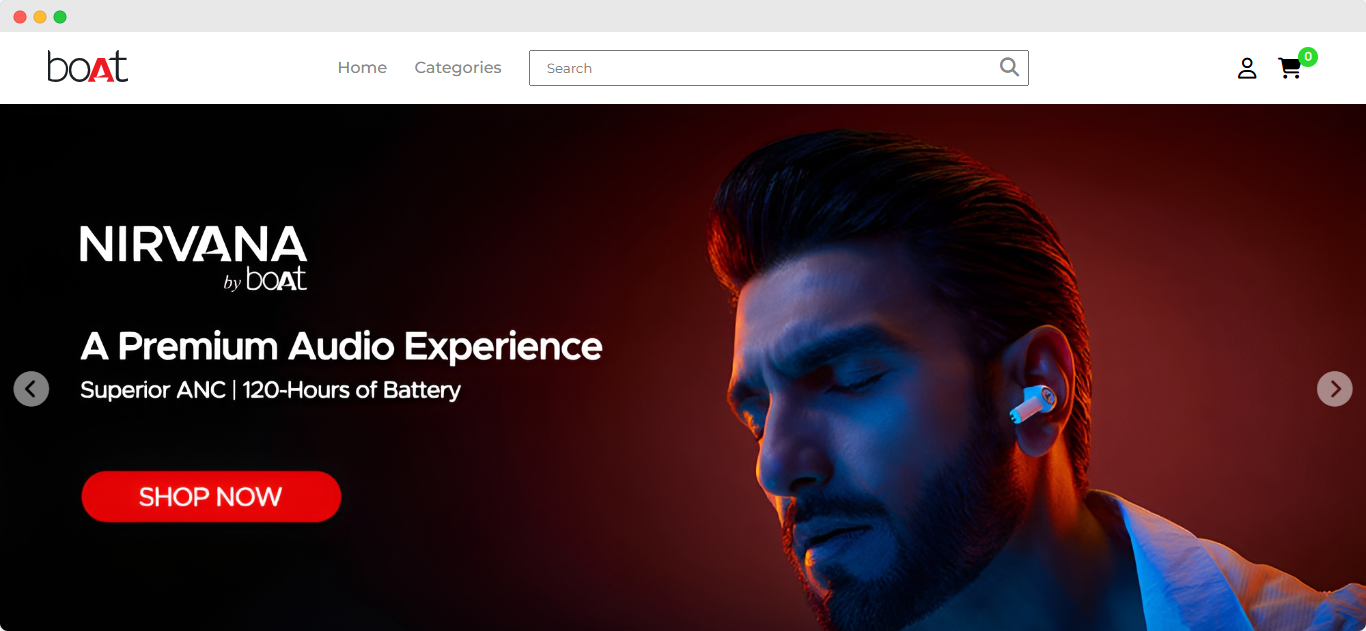 boAt
Home
Categories
Search
0
NIRVANA
by boAt
A Premium Audio Experience
Superior ANC | 120-Hours of Battery
SHOP NOW